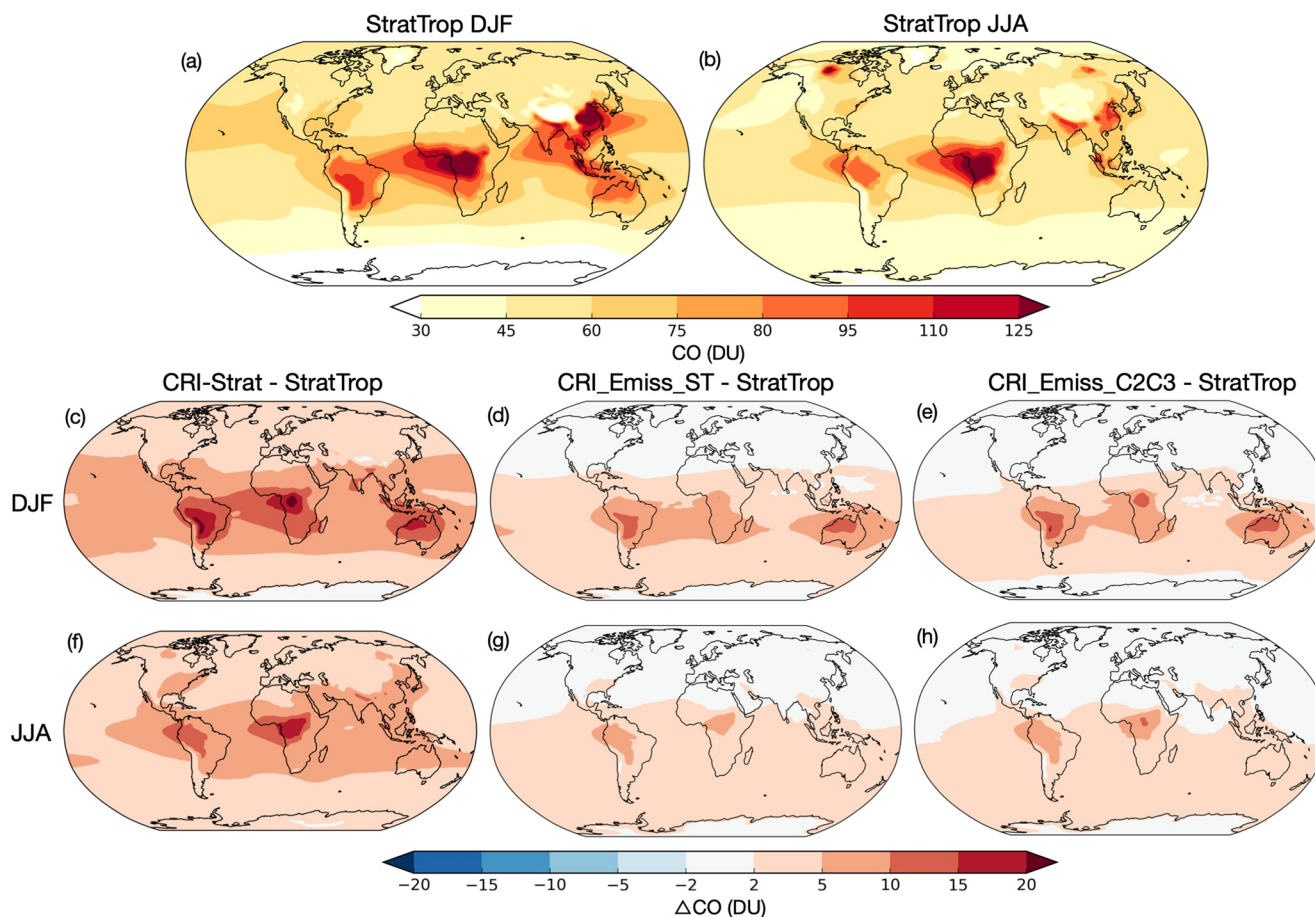 StratTrop DJF
StratTrop JJA
(a)
(b)
30 45 60 75 80 95 110 125
CO (DU)
CRI-Strat - StratTrop
CRI_Emiss_ST - StratTrop
CRI_Emiss_C2C3 - StratTrop
(c)
(d)
(e)
DJF
(f)
(g)
(h)
JJA
−20 −15 −10 −5 −2 2 5 10 15 20
△CO (DU)